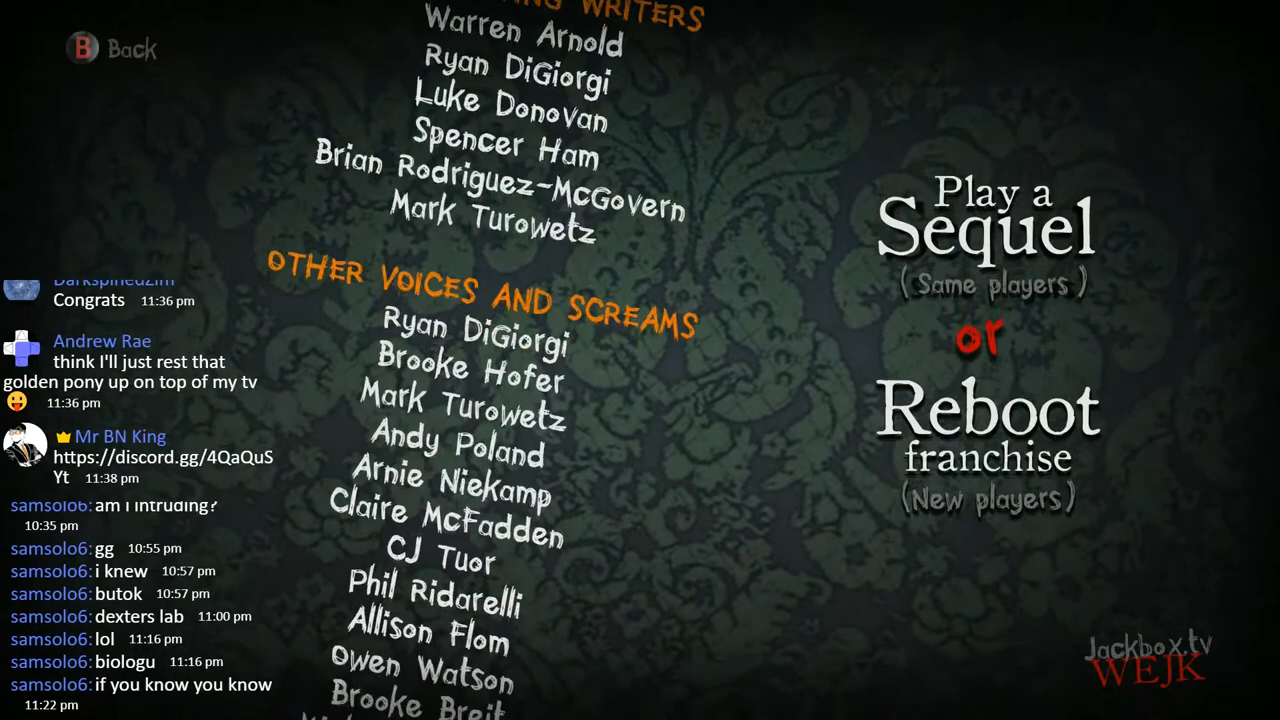 B Back
NG WRITERS
Warren Arnold
Ryan DiGiorgi
Luke Donovan
Spencer Ham
Brian Rodriguez-McGovern
Mark Turowetz
OTHER VOICES AND SCREAMS
Ryan DiGiorgi
Brooke Hofer
Mark Turowetz
Andy Poland
Arnie Niekamp
Claire McFadden
CJ Tuor
Phil Ridarelli
Allison Flom
Owen Watson
Brooke Breit
Play a
Sequel
(Same players)
or
Reboot
franchise
(New players)
Jackbox.tv
WEJK
Darkspinedzim
Congrats 11:36 pm
Andrew Rae
think I'll just rest that
golden pony up on top of my tv
11:36 pm
Mr BN King
https://discord.gg/4QaQuS
Yt 11:38 pm
samsolo6: am i intruding?
10:35 pm
samsolo6: gg 10:55 pm
samsolo6: i knew 10:57 pm
samsolo6: butok 10:57 pm
samsolo6: dexters lab 11:00 pm
samsolo6: lol 11:16 pm
samsolo6: biologu 11:16 pm
samsolo6: if you know you know
11:22 pm